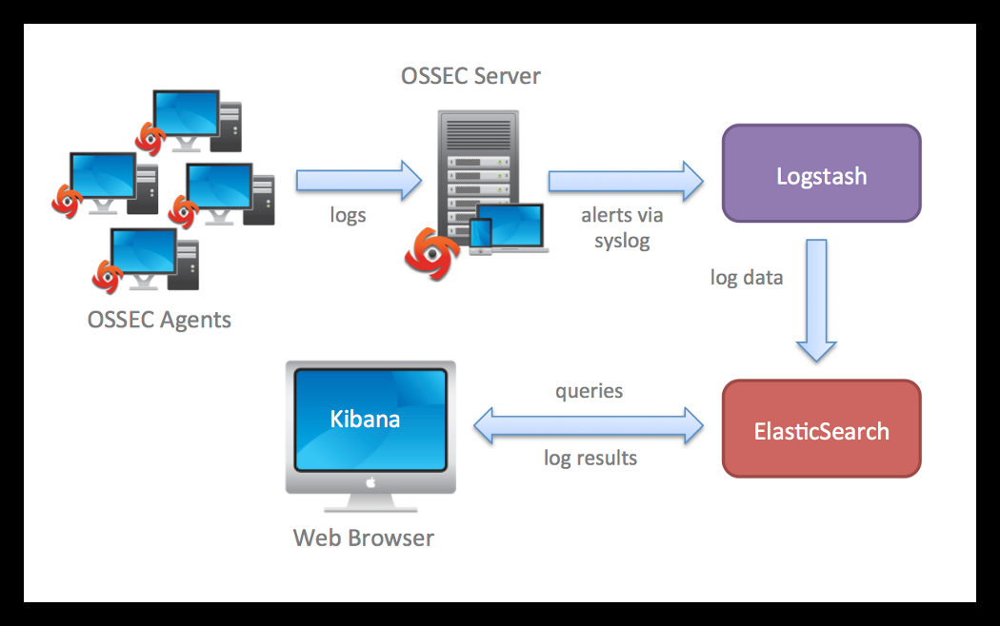 OSSEC Server
Logstash
logs
alerts via
syslog
log data
OSSEC Agents
queries
Kibana
ElasticSearch
log results
Web Browser